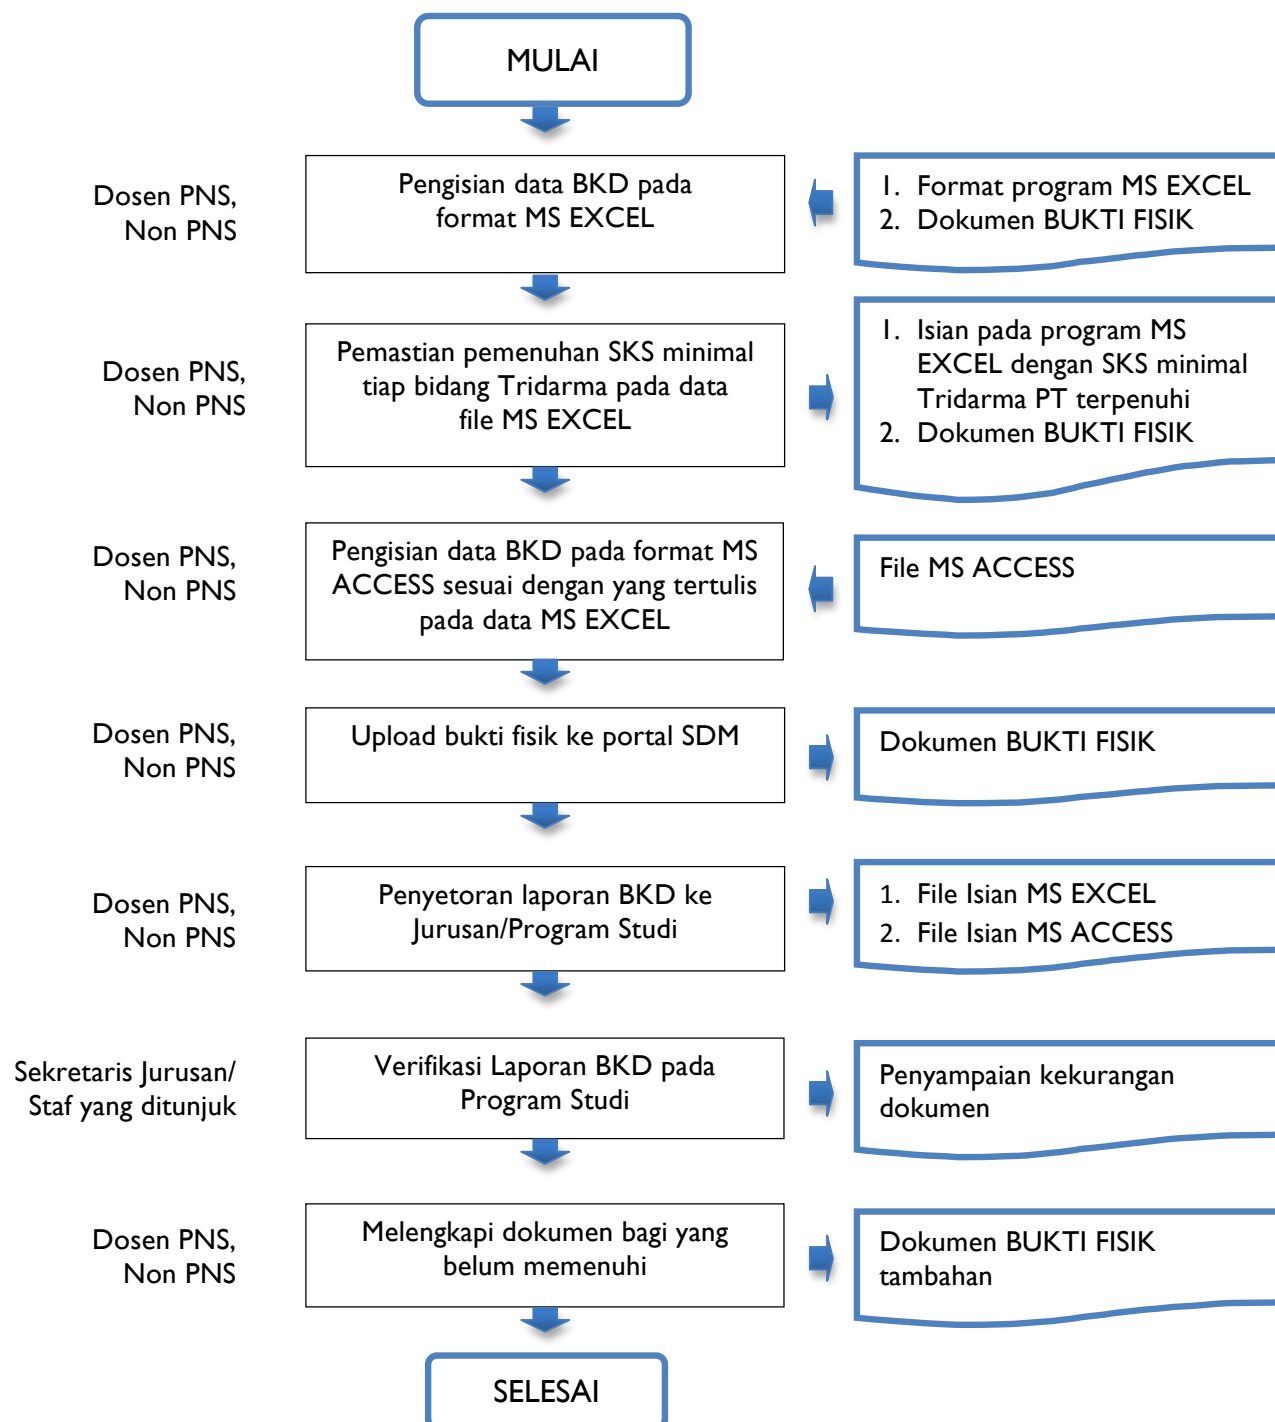 MULAI
Dosen PNS,
Non PNS
Pengisian data BKD pada
format MS EXCEL
1. Format program MS EXCEL
2. Dokumen BUKTI FISIK
Dosen PNS,
Non PNS
Pemastian pemenuhan SKS minimal
tiap bidang Tridarma pada data
file MS EXCEL
1. Isian pada program MS
EXCEL dengan SKS minimal
Tridarma PT terpenuhi
2. Dokumen BUKTI FISIK
Dosen PNS,
Non PNS
Pengisian data BKD pada format MS
ACCESS sesuai dengan yang tertulis
pada data MS EXCEL
File MS ACCESS
Dosen PNS,
Non PNS
Upload bukti fisik ke portal SDM
Dokumen BUKTI FISIK
Dosen PNS,
Non PNS
Penyetoran laporan BKD ke
Jurusan/Program Studi
1. File Isian MS EXCEL
2. File Isian MS ACCESS
Sekretaris Jurusan/
Staf yang ditunjuk
Verifikasi Laporan BKD pada
Program Studi
Penyampaian kekurangan
dokumen
Dosen PNS,
Non PNS
Melengkapi dokumen bagi yang
belum memenuhi
Dokumen BUKTI FISIK
tambahan
SELESAI